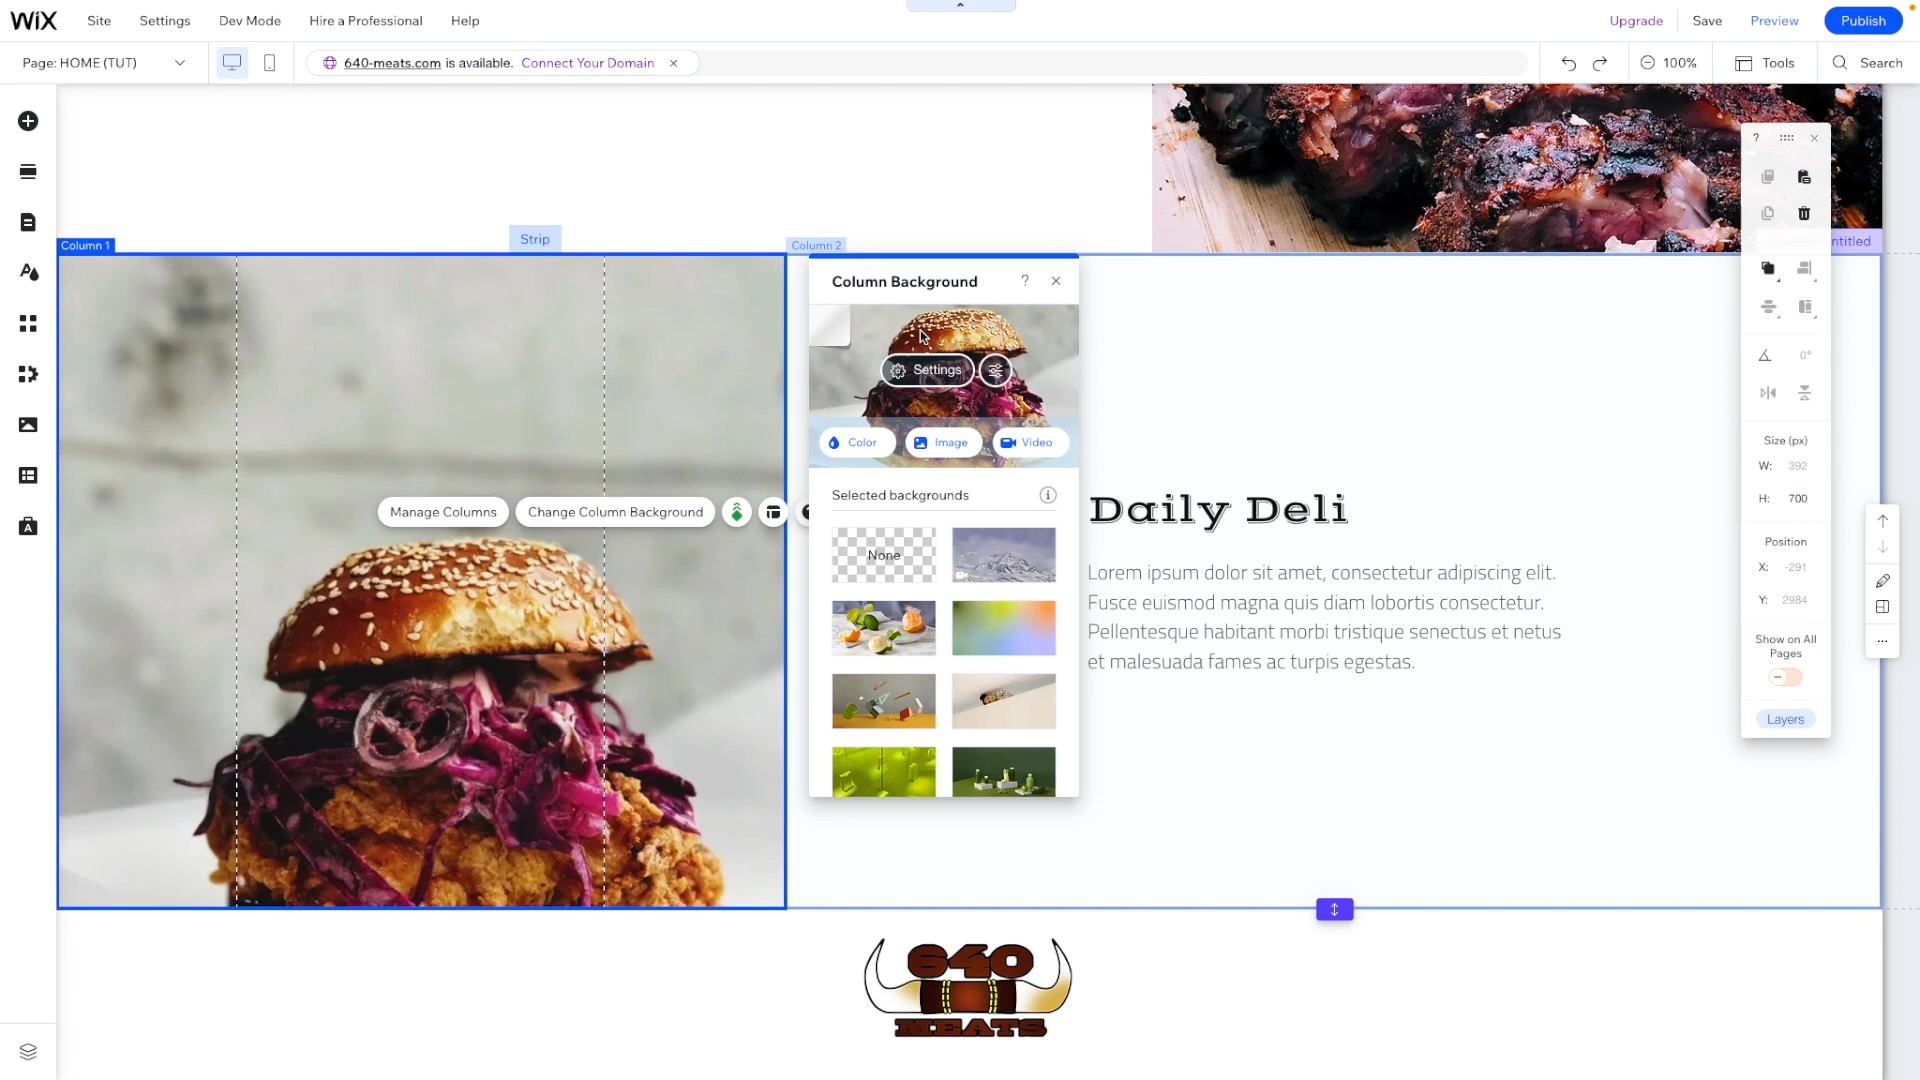 WiX Site Settings Dev Mode Hire a Professional Help Upgrade Save Preview Publish
Page: HOME (TUT) 640-meats.com is available. Connect Your Domain 100% Tools Search
Column 1
Strip
Column 2
Column Background ?
Settings
Color Image Video
Selected backgrounds
None
Manage Columns Change Column Background
Daily Deli
Lorem ipsum dolor sit amet, consectetur adipiscing elit.
Fusce euismod magna quis diam lobortis consectetur.
Pellentesque habitant morbi tristique senectus et netus
et malesuada fames ac turpis egestas.
?
ntitled
0°
Size (px)
W: 392
H: 700
Position
X: -291
Y: 2984
Show on All
Pages
Layers
640
MEATS